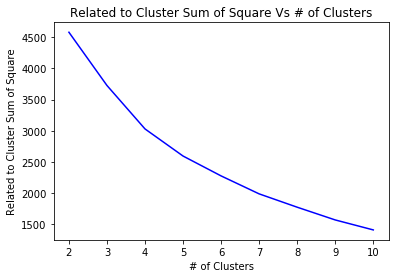 Related to Cluster Sum of Square Vs # of Clusters
4500
4000
3500
3000
2500
2000
1500
Related to Cluster Sum of Square
2 3 4 5 6 7 8 9 10
# of Clusters